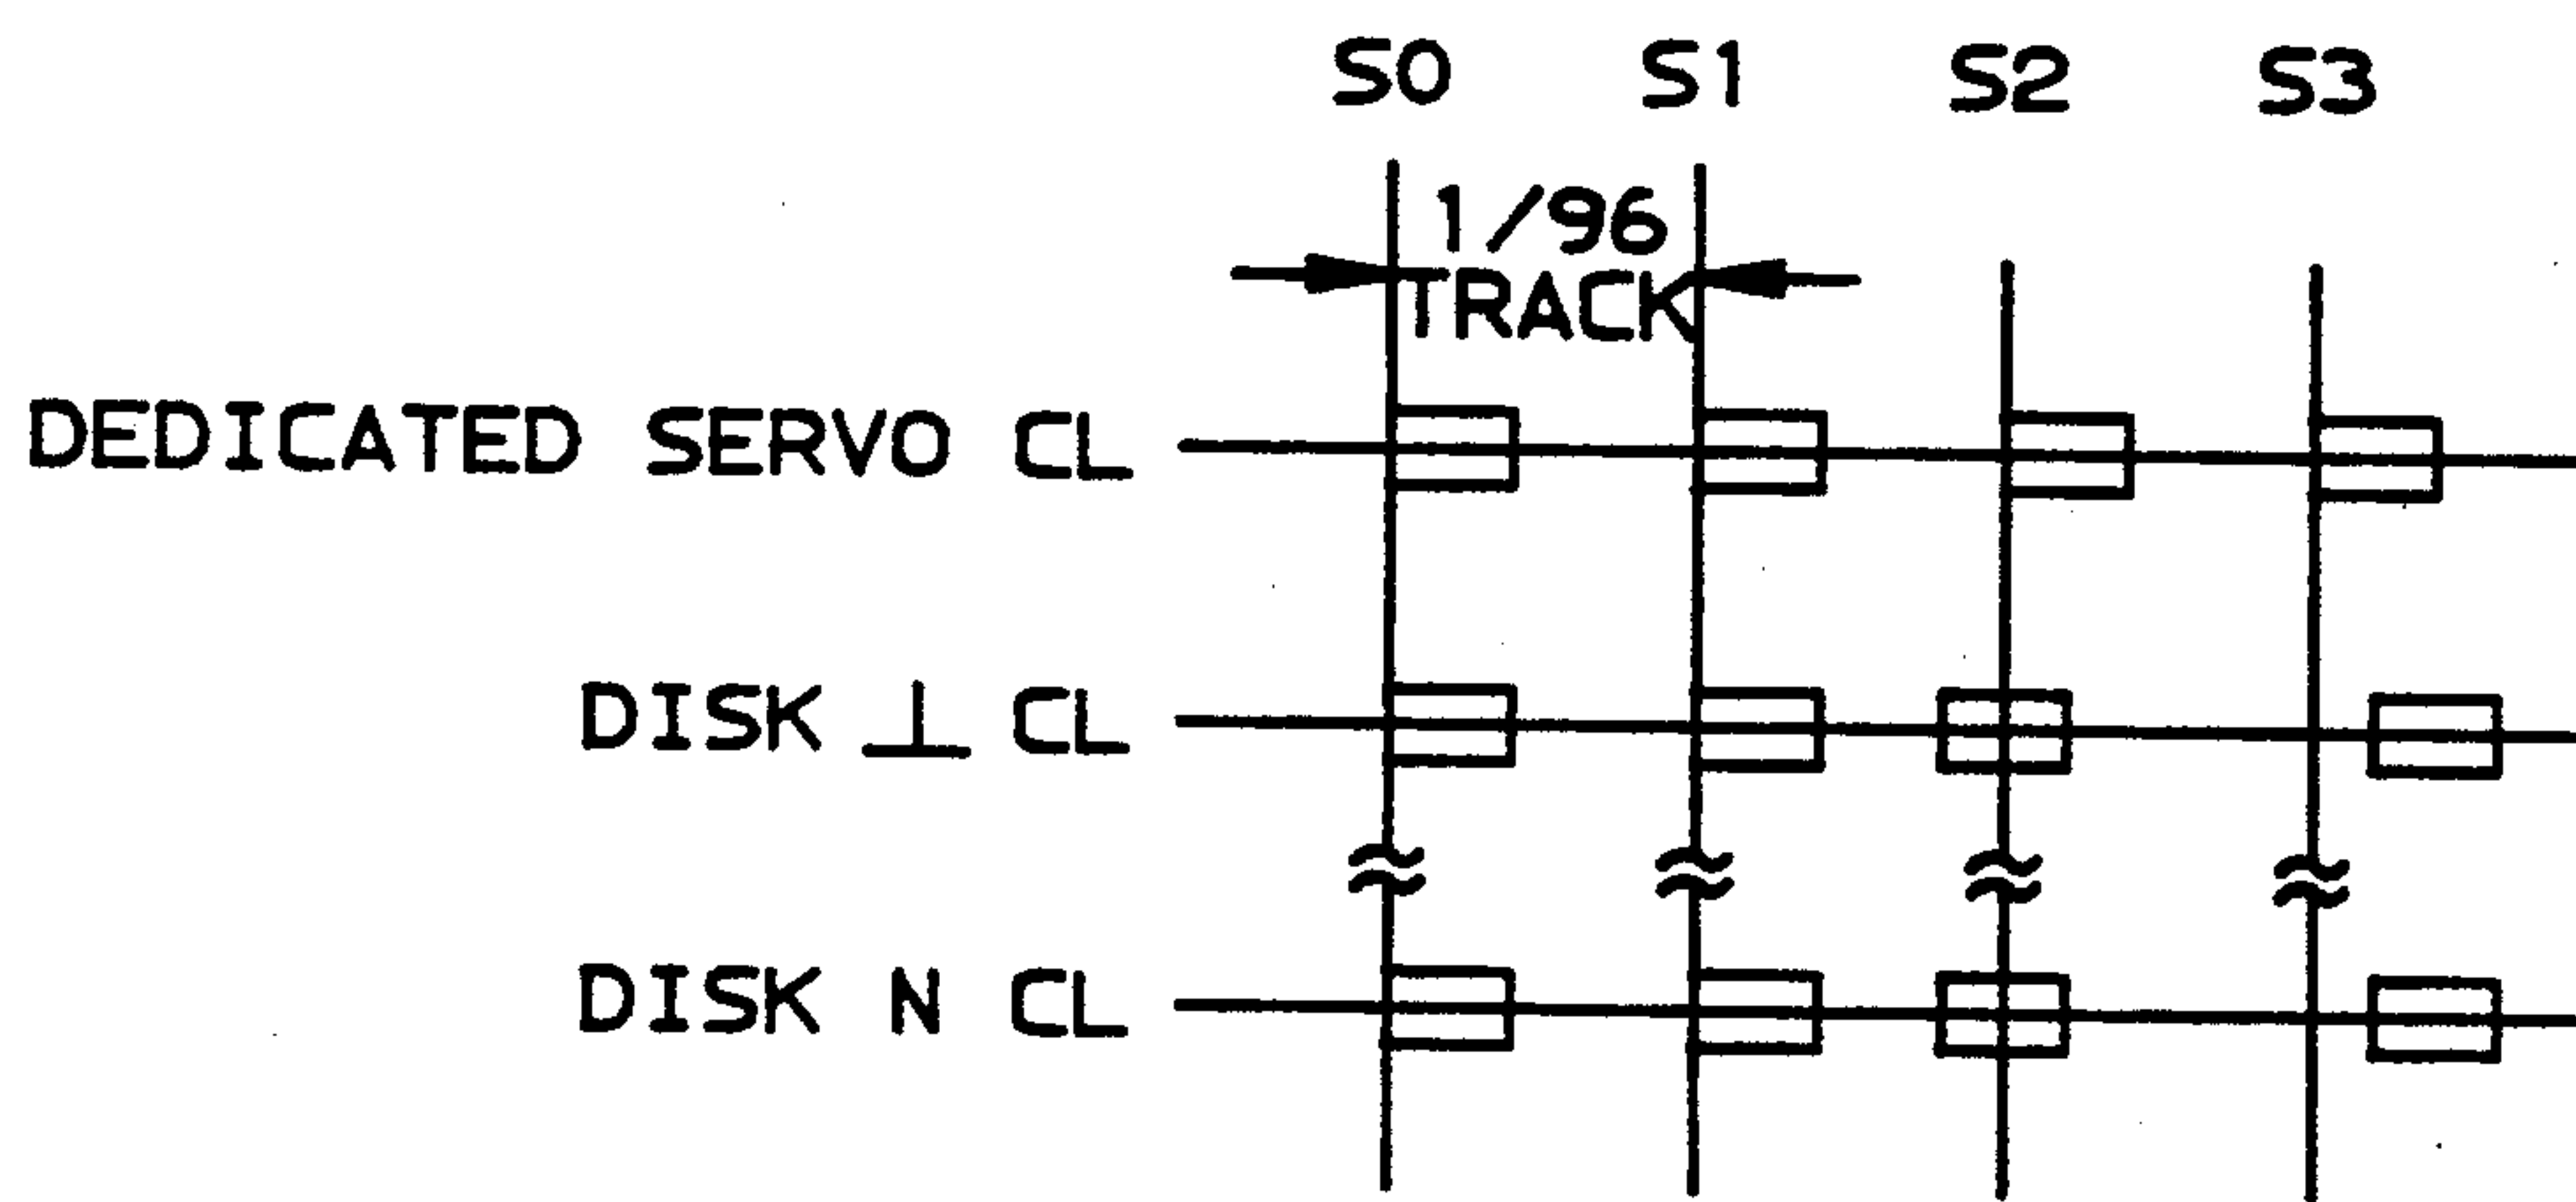 S0 S1 S2 S3
1/96
TRACK
DEDICATED SERVO CL
DISK ⊥ CL
DISK N CL